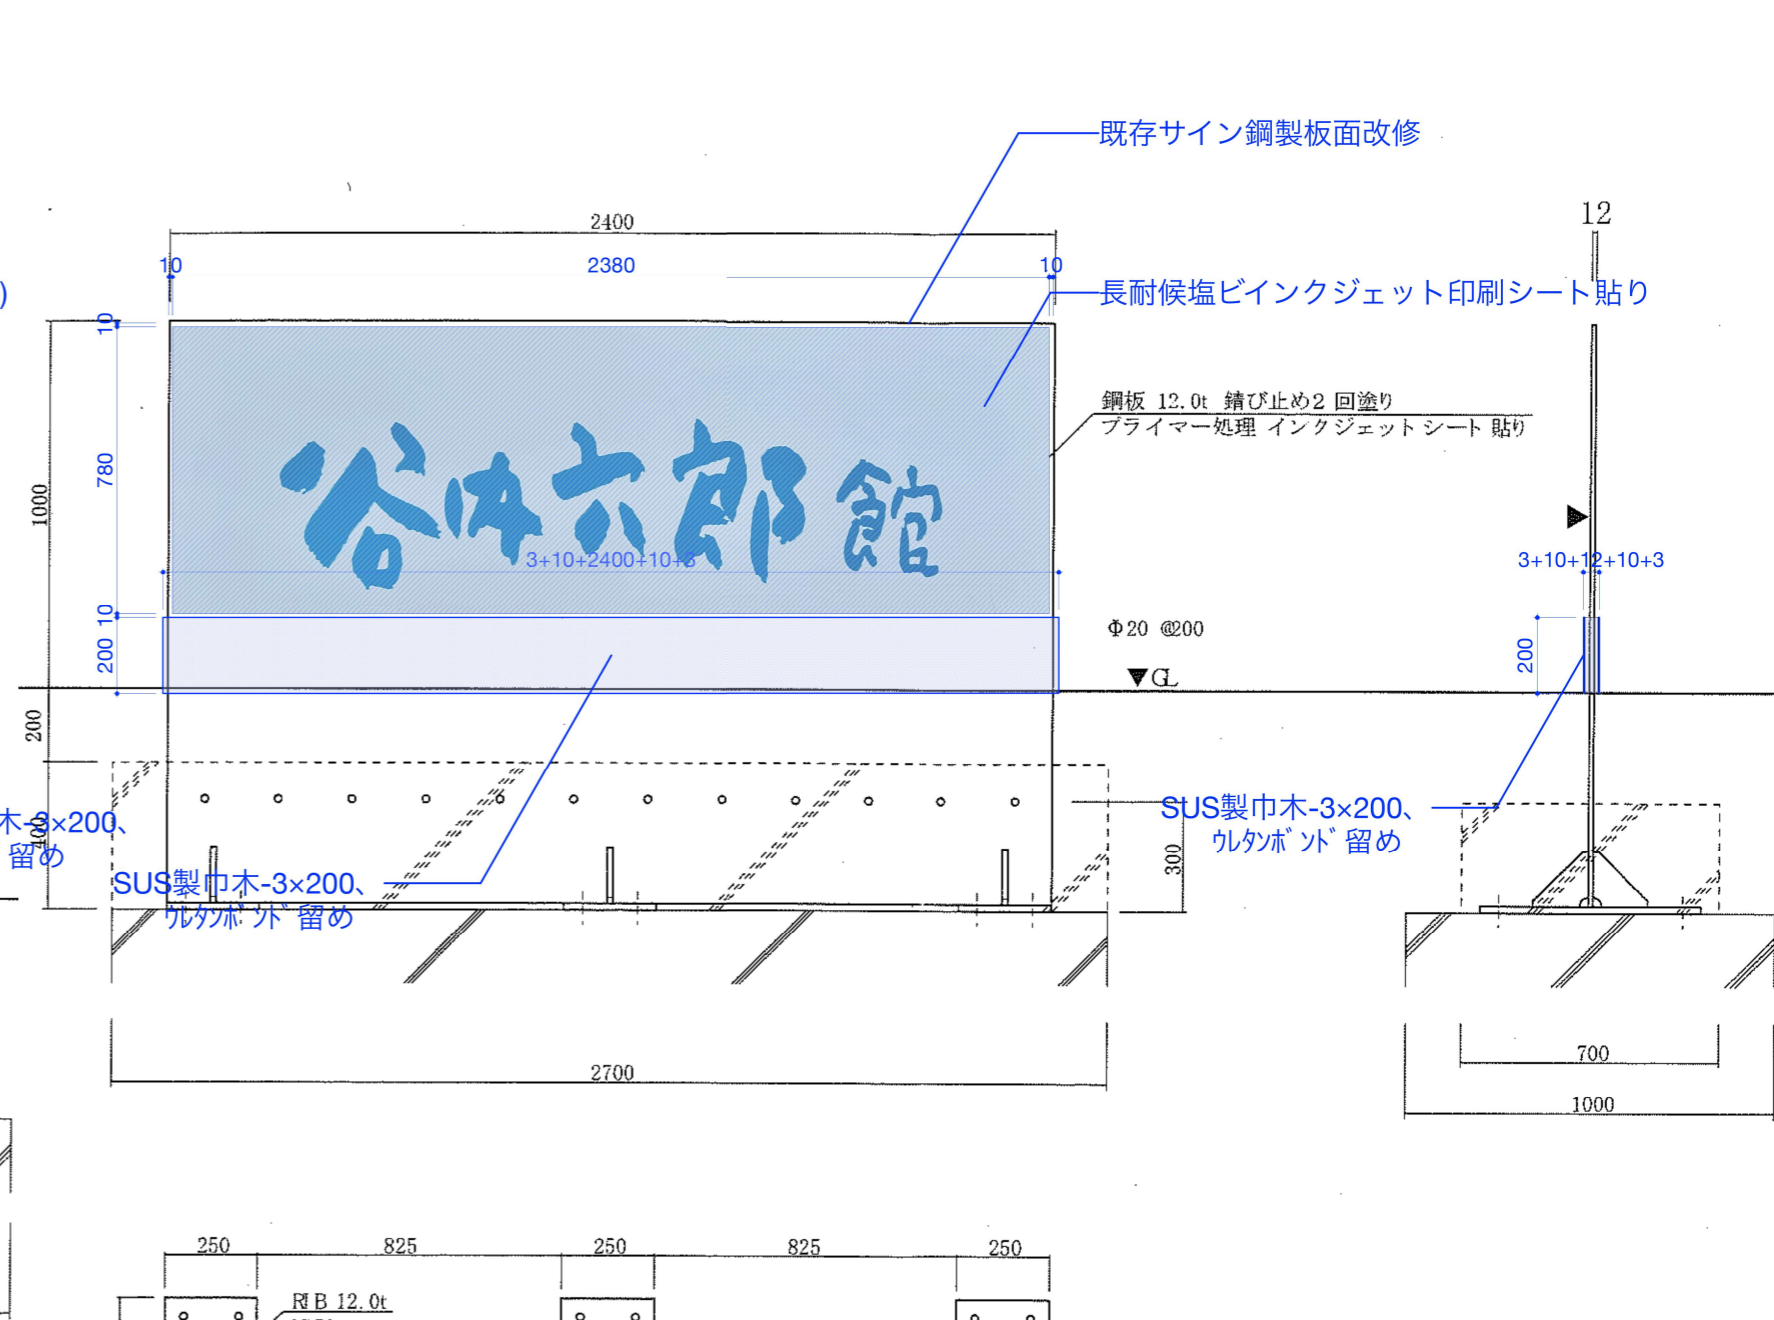 既存サイン鋼製板面改修
12
2400
10
2380
10
長耐候塩ビインクジェット印刷シート貼り
)
10
鋼板 12.0t 錆び止め2 回塗り
プライマー処理 インクジェット シート 貼り
780
1000
谷内六郎館
3+10+2400+10+3
3+10+12+10+3
10
Φ20 @200
200
200
GL
200
木-3×200、
留め
400
SUS製巾木-3×200、
ｳﾚﾀﾝﾎﾞﾝﾄﾞ留め
300
SUS製巾木-3×200、
ｳﾚﾀﾝﾎﾞﾝﾄﾞ留め
700
2700
1000
250
825
250
825
250
RIB 12.0t